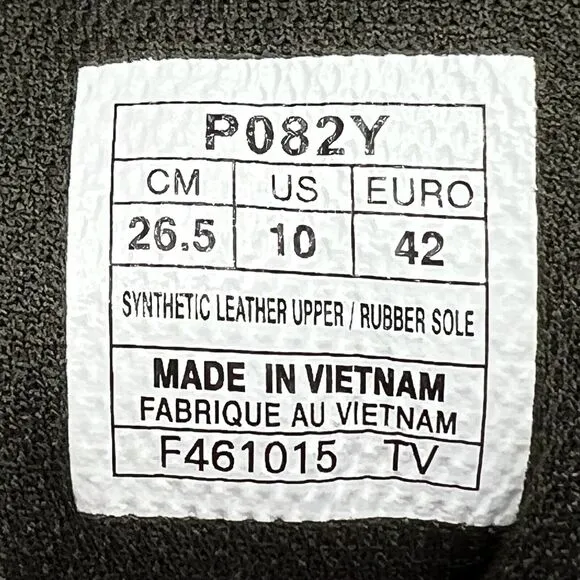 P082Y
CM US EURO
26.5 10 42
SYNTHETIC LEATHER UPPER / RUBBER SOLE
MADE IN VIETNAM
FABRIQUE AU VIETNAM
F461015 TV